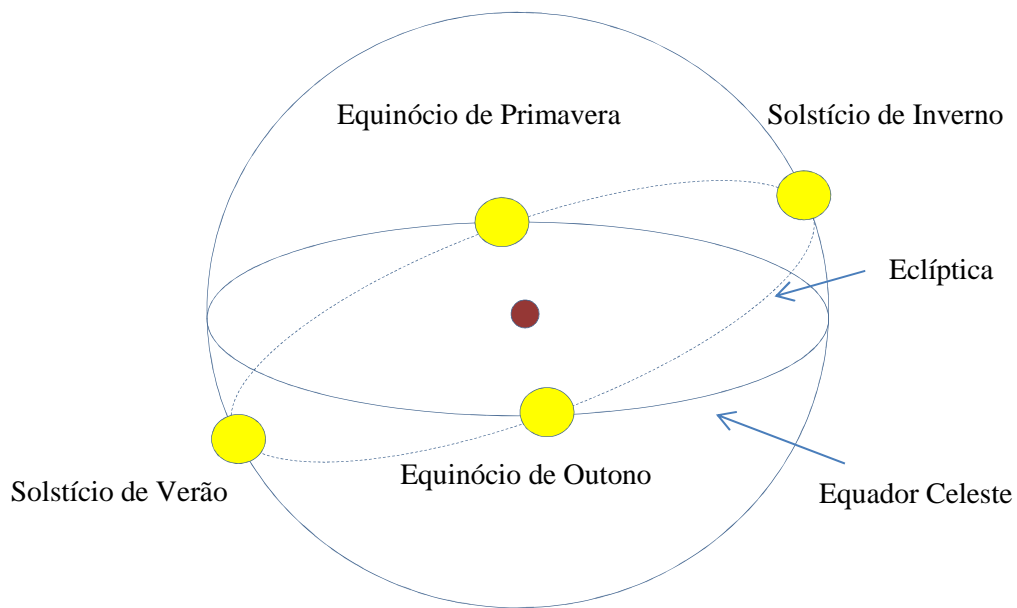 Equinócio de Primavera
Solstício de Inverno
Eclíptica
Equinócio de Outono
Solstício de Verão
Equador Celeste